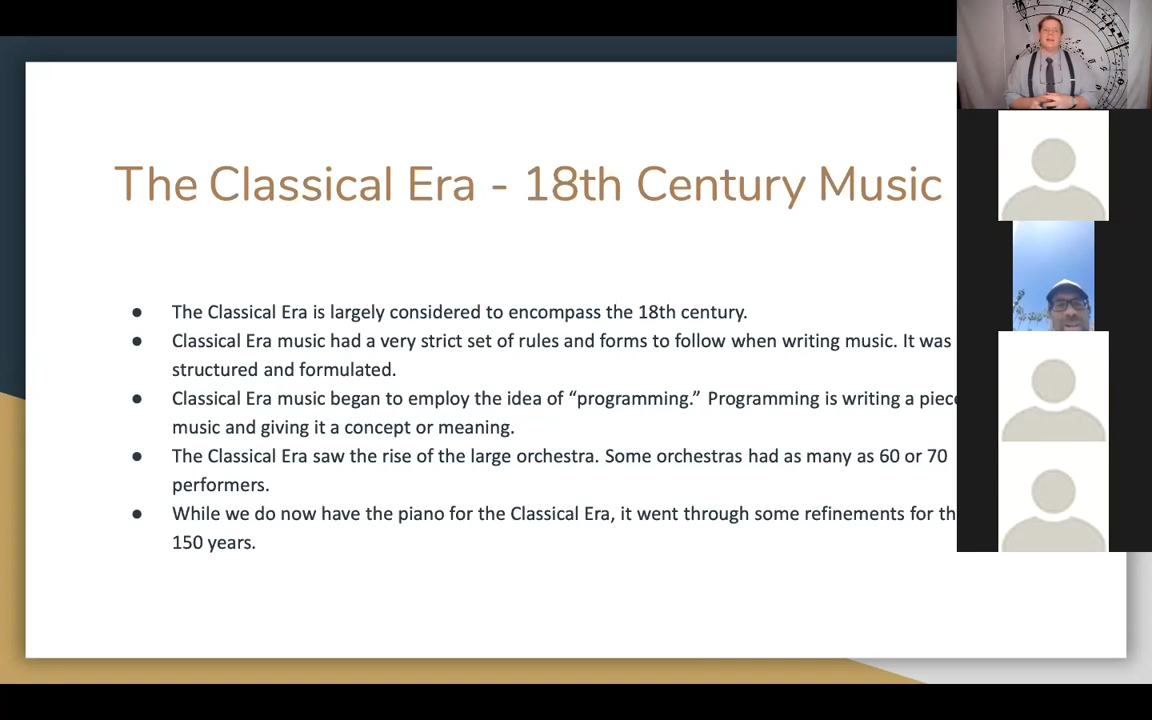 The Classical Era - 18th Century Music
● The Classical Era is largely considered to encompass the 18th century.
● Classical Era music had a very strict set of rules and forms to follow when writing music. It was
structured and formulated.
● Classical Era music began to employ the idea of “programming.” Programming is writing a piece
music and giving it a concept or meaning.
● The Classical Era saw the rise of the large orchestra. Some orchestras had as many as 60 or 70
performers.
● While we do now have the piano for the Classical Era, it went through some refinements for
150 years.